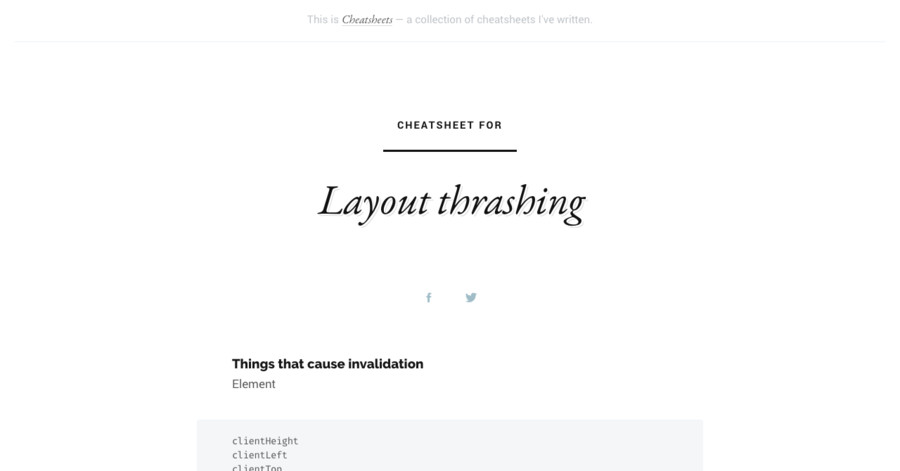 This is Cheatsheets — a collection of cheatsheets I've written.
CHEATSHEET FOR
Layout thrashing
Things that cause invalidation
Element
clientHeight
clientLeft
clientTop